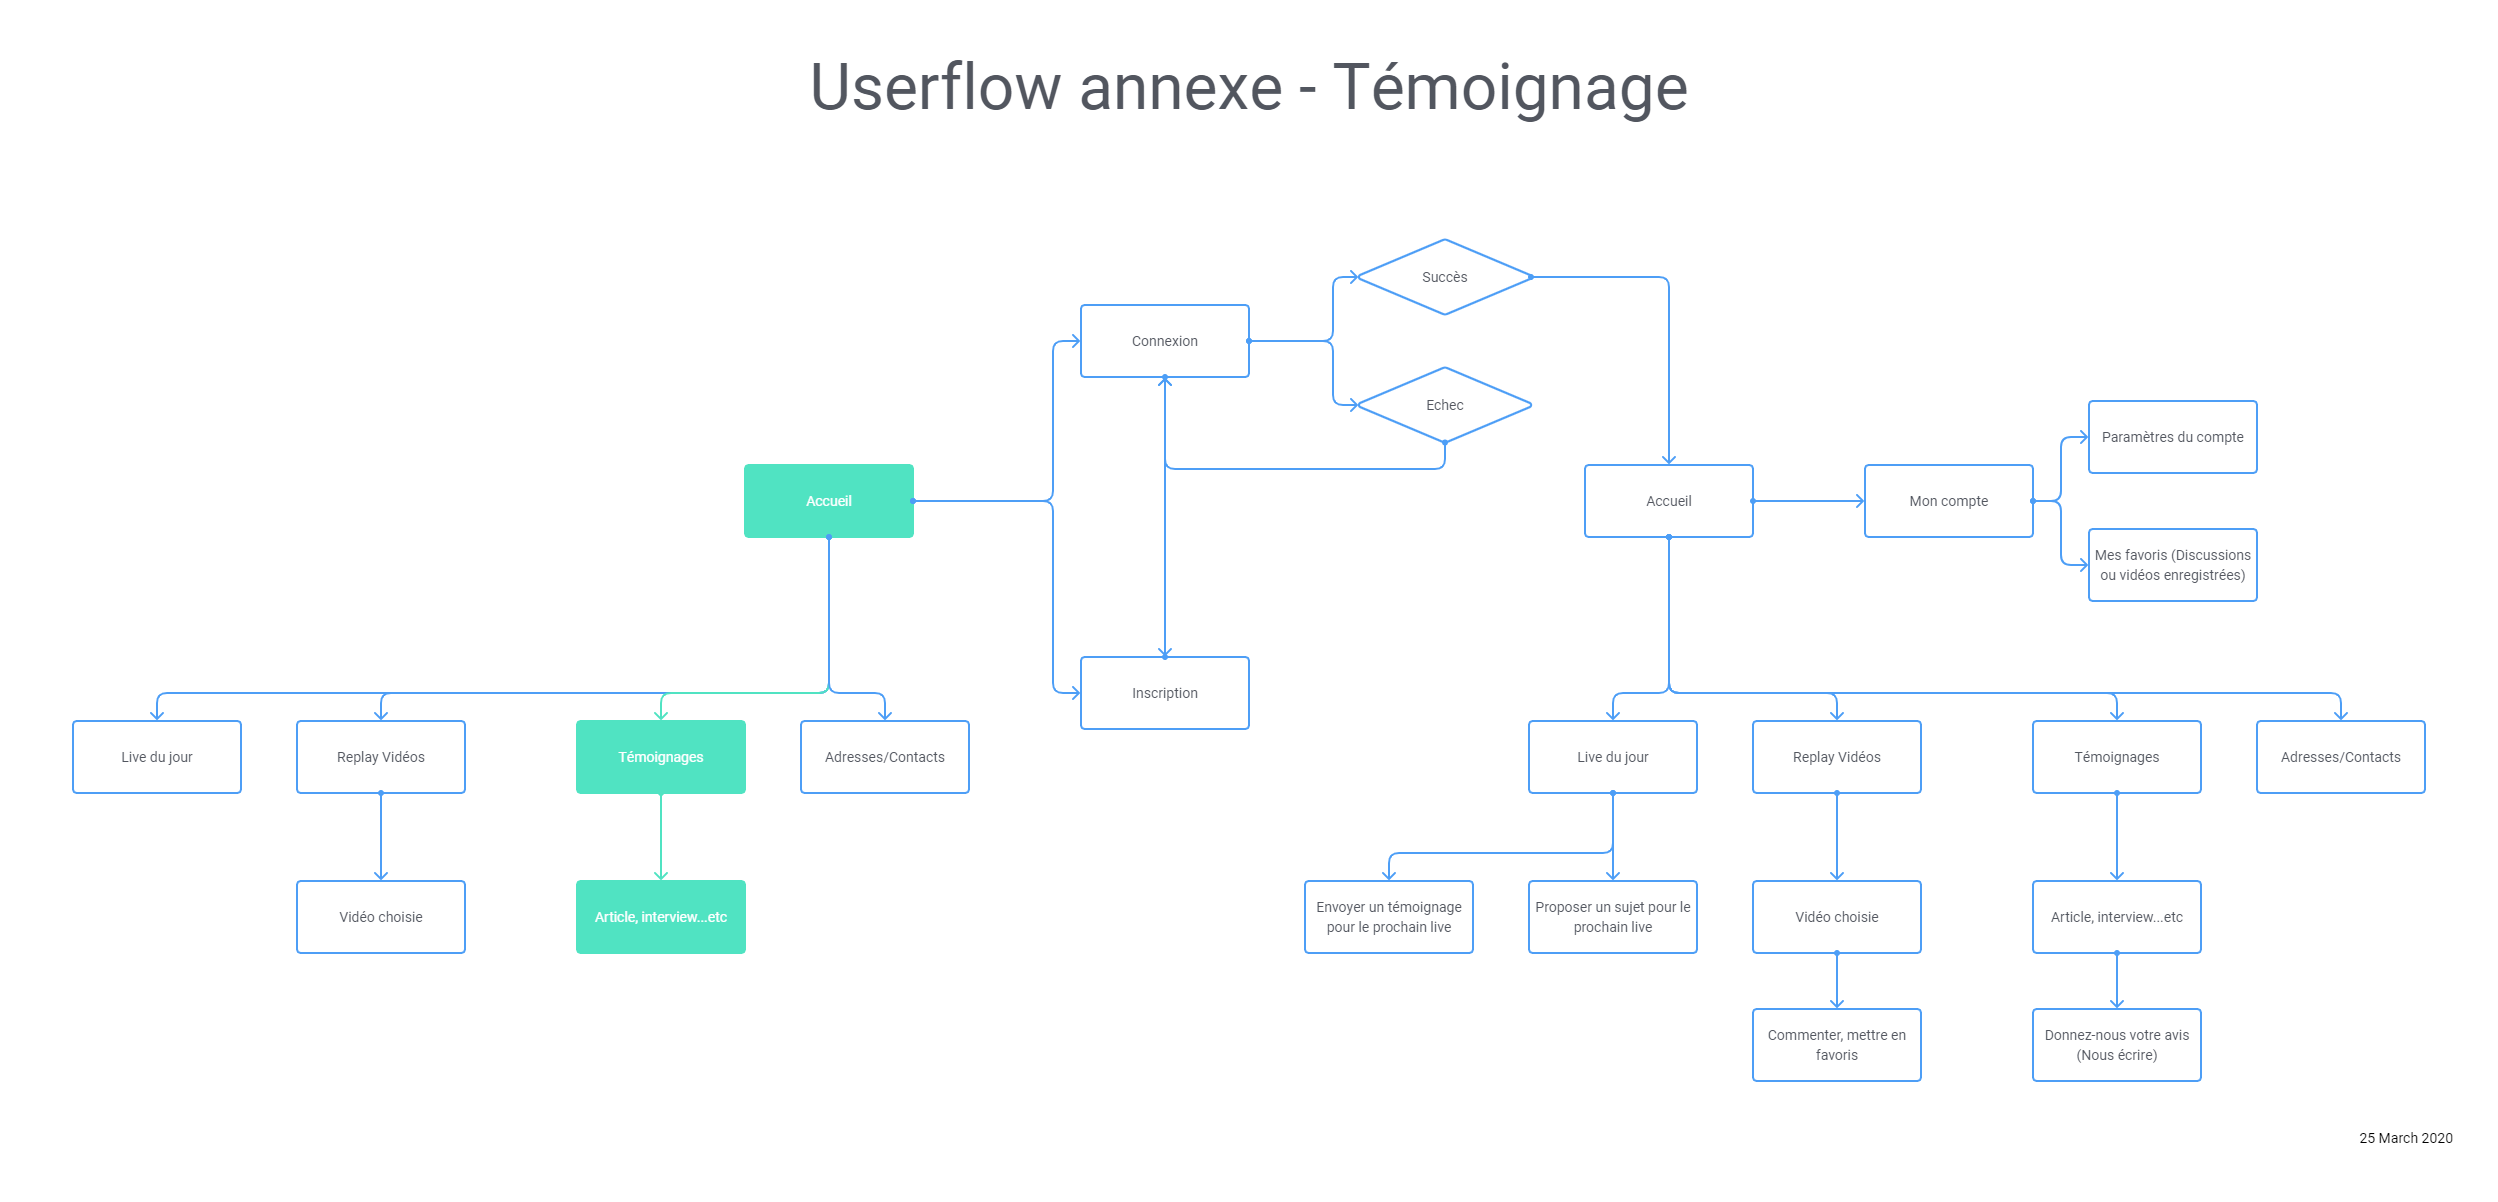 Userflow annexe - Témoignage
Succès
Connexion
Echec
Paramètres du compte
Accueil
Accueil
Mon compte
Mes favoris (Discussions
ou vidéos enregistrées)
Inscription
Live du jour
Replay Vidéos
Témoignages
Adresses/Contacts
Live du jour
Replay Vidéos
Témoignages
Adresses/Contacts
Vidéo choisie
Article, interview...etc
Envoyer un témoignage
pour le prochain live
Proposer un sujet pour le
prochain live
Vidéo choisie
Article, interview...etc
Commenter, mettre en
favoris
Donnez-nous votre avis
(Nous écrire)
25 March 2020